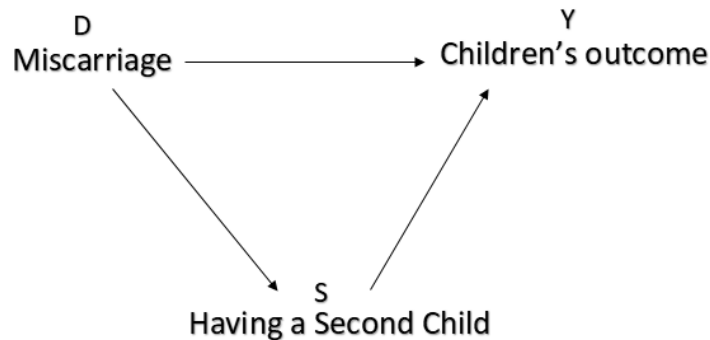 D
Miscarriage
Y
Children's outcome
S
Having a Second Child